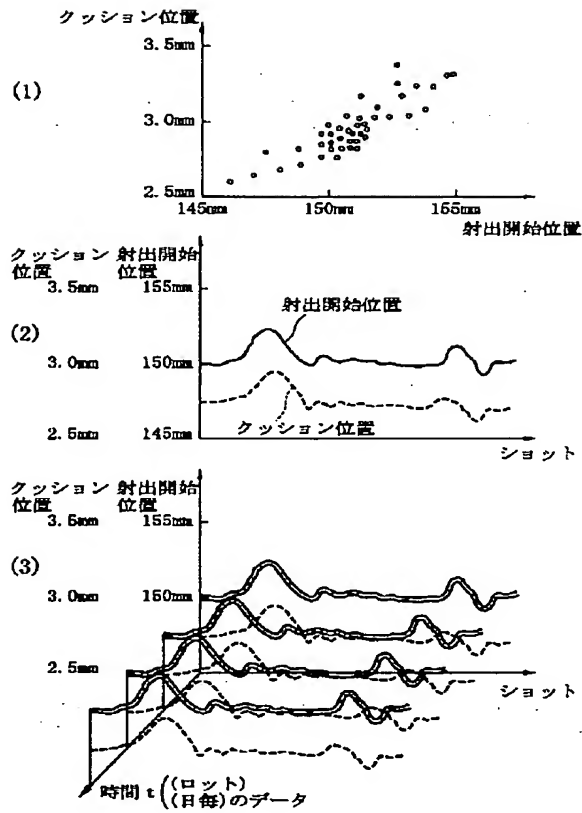 クッション位置
3.5mm
(1)
3.0mm
2.5mm
145mm
150mm
165mm
射出開始位置
クッション 射出開始
位置 位置
3.5mm 155mm
(2)
射出開始位置
3.0mm 150mm
クッション位置
2.5mm 145mm
ショット
クッション 射出開始
位置 位置
3.5mm 155mm
(3)
3.0mm 150mm
2.5mm
ショット
時間 t ((ロット)
(日毎)のデータ